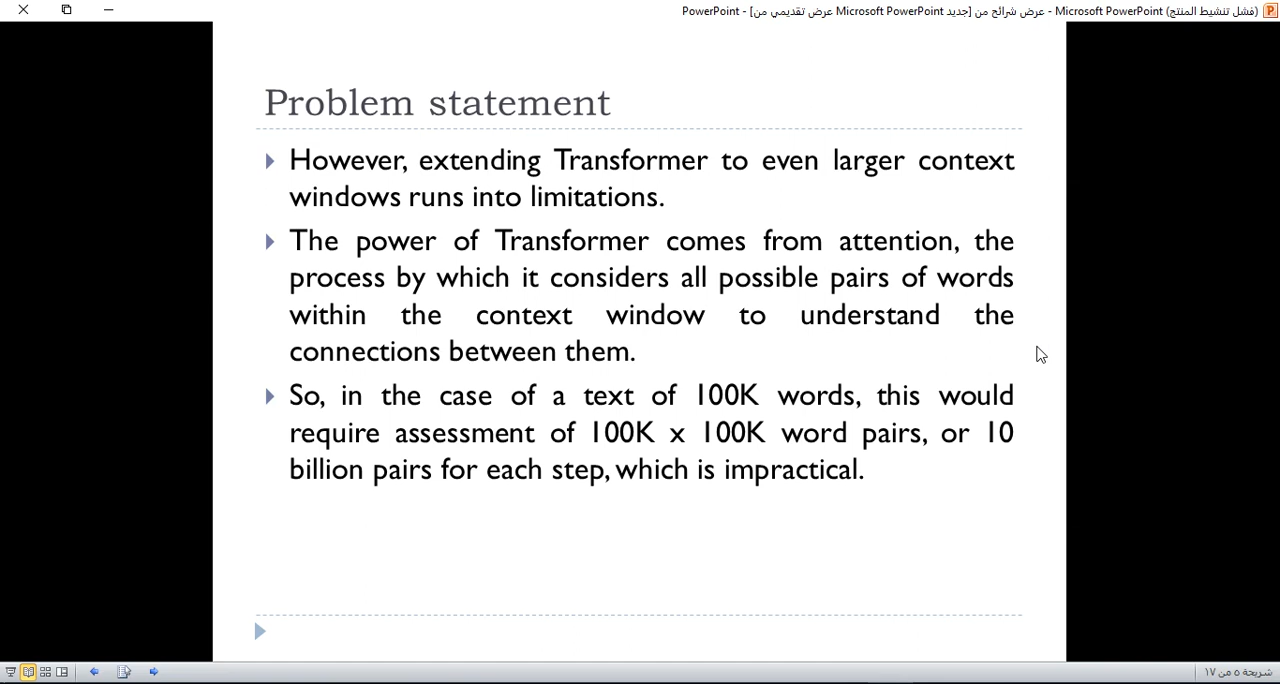 PowerPoint - [عرض تقديمي من Microsoft PowerPoint جديد] عرض شرائح من - Microsoft PowerPoint (فشل تنشيط المنتج)
Problem statement
However, extending Transformer to even larger context
windows runs into limitations.
The power of Transformer comes from attention, the
process by which it considers all possible pairs of words
within the context window to understand the
connections between them.
So, in the case of a text of 100K words, this would
require assessment of 100K x 100K word pairs, or 10
billion pairs for each step, which is impractical.
شريحة ٥ من ١٧